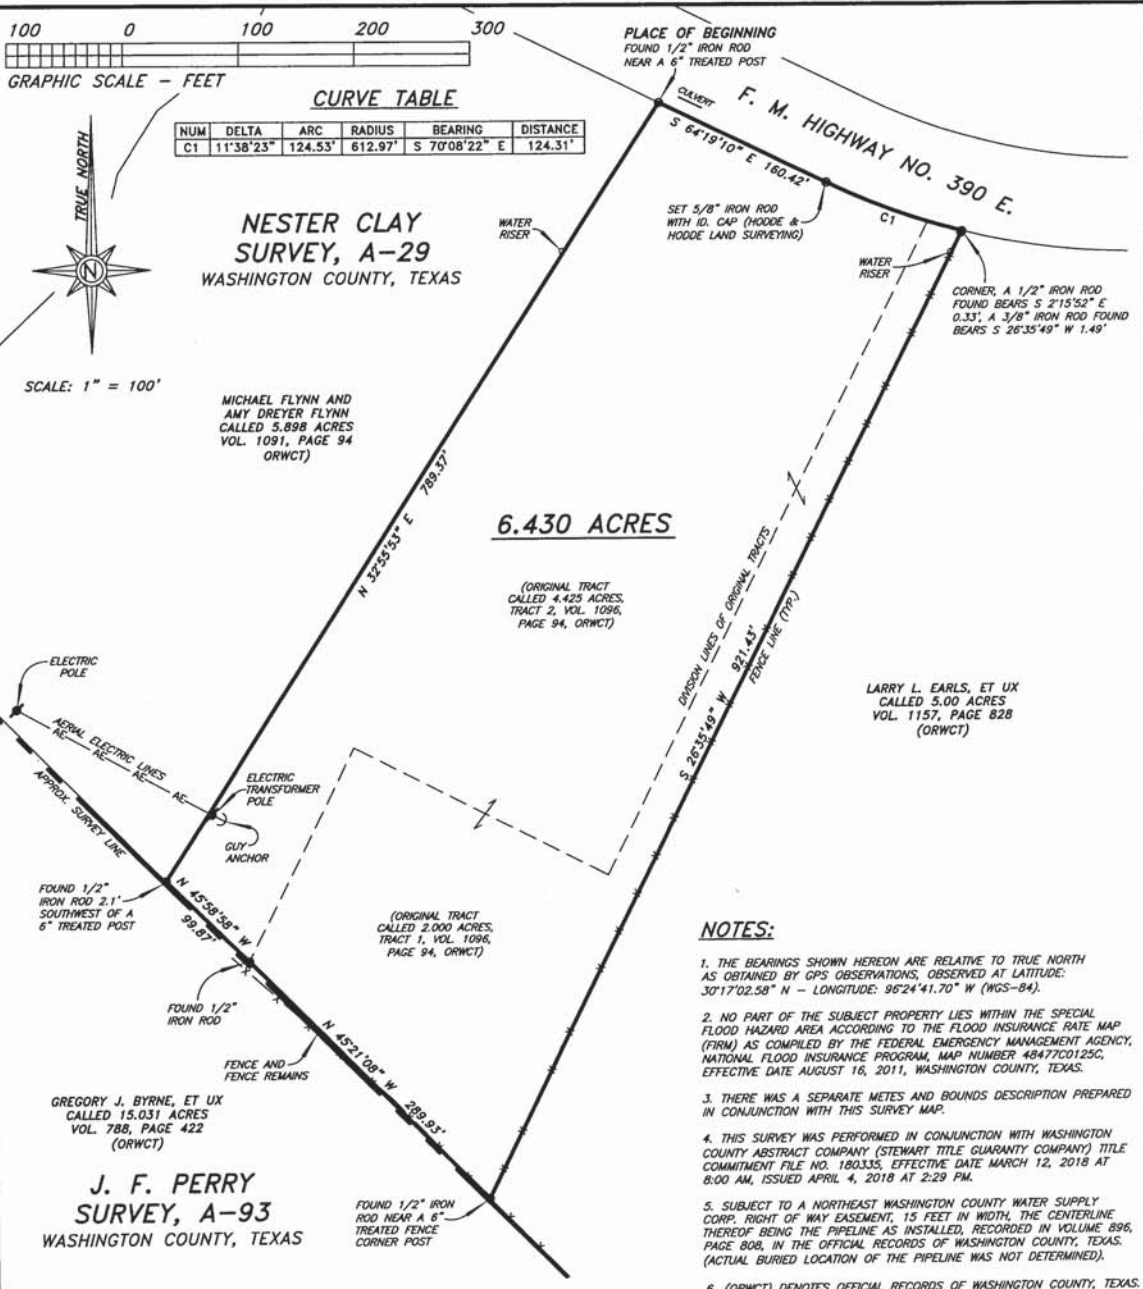 100 0 100 200 300
GRAPHIC SCALE - FEET
CURVE TABLE
NUM DELTA ARC RADIUS BEARING DISTANCE
C1 11°38'23" 124.53' 612.97' S 70°08'22" E 124.31'
TRUE NORTH
N
SCALE: 1" = 100'
NESTER CLAY
SURVEY, A-29
WASHINGTON COUNTY, TEXAS
PLACE OF BEGINNING
FOUND 1/2" IRON ROD
NEAR A 6" TREATED POST
CULVERT
F. M. HIGHWAY NO. 390 E.
S 64°19'10" E 160.42'
C1
SET 5/8" IRON ROD
WITH ID. CAP (HODDE &
HODDE LAND SURVEYING)
WATER
RISER
WATER
RISER
CORNER, A 1/2" IRON ROD
FOUND BEARS S 2°15'52" E
0.33', A 3/8" IRON ROD FOUND
BEARS S 26°35'49" W 1.49'
MICHAEL FLYNN AND
AMY DREYER FLYNN
CALLED 5.898 ACRES
VOL. 1091, PAGE 94
ORWCT)
N 32°55'53" E 789.37'
6.430 ACRES
(ORIGINAL TRACT
CALLED 4.425 ACRES,
TRACT 2, VOL. 1096,
PAGE 94, ORWCT)
DIVISION LINES OF ORIGINAL TRACTS
S 26°35'49" W 921.43'
FENCE LINE (TYP.)
LARRY L. EARLS, ET UX
CALLED 5.00 ACRES
VOL. 1157, PAGE 828
(ORWCT)
ELECTRIC
POLE
AERIAL ELECTRIC LINES
AE AE AE AE
APPROX. SURVEY LINE
ELECTRIC
TRANSFORMER
POLE
GUY
ANCHOR
FOUND 1/2"
IRON ROD 2.1'
SOUTHWEST OF A
6" TREATED POST
N 45°58'58" W
99.87'
(ORIGINAL TRACT
CALLED 2.000 ACRES,
TRACT 1, VOL. 1096,
PAGE 94, ORWCT)
FOUND 1/2"
IRON ROD
N 45°21'08" W 289.93'
FENCE AND
FENCE REMAINS
GREGORY J. BYRNE, ET UX
CALLED 15.031 ACRES
VOL. 788, PAGE 422
(ORWCT)
J. F. PERRY
SURVEY, A-93
WASHINGTON COUNTY, TEXAS
FOUND 1/2" IRON
ROD NEAR A 6"
TREATED FENCE
CORNER POST
NOTES:
1. THE BEARINGS SHOWN HEREON ARE RELATIVE TO TRUE NORTH
AS OBTAINED BY GPS OBSERVATIONS, OBSERVED AT LATITUDE:
30°17'02.58" N - LONGITUDE: 96°24'41.70" W (WGS-84).
2. NO PART OF THE SUBJECT PROPERTY LIES WITHIN THE SPECIAL
FLOOD HAZARD AREA ACCORDING TO THE FLOOD INSURANCE RATE MAP
(FIRM) AS COMPILED BY THE FEDERAL EMERGENCY MANAGEMENT AGENCY,
NATIONAL FLOOD INSURANCE PROGRAM, MAP NUMBER 48477C0125C,
EFFECTIVE DATE AUGUST 16, 2011, WASHINGTON COUNTY, TEXAS.
3. THERE WAS A SEPARATE METES AND BOUNDS DESCRIPTION PREPARED
IN CONJUNCTION WITH THIS SURVEY MAP.
4. THIS SURVEY WAS PERFORMED IN CONJUNCTION WITH WASHINGTON
COUNTY ABSTRACT COMPANY (STEWART TITLE GUARANTY COMPANY) TITLE
COMMITMENT FILE NO. 180335, EFFECTIVE DATE MARCH 12, 2018 AT
8:00 AM, ISSUED APRIL 4, 2018 AT 2:29 PM.
5. SUBJECT TO A NORTHEAST WASHINGTON COUNTY WATER SUPPLY
CORP. RIGHT OF WAY EASEMENT, 15 FEET IN WIDTH, THE CENTERLINE
THEREOF BEING THE PIPELINE AS INSTALLED, RECORDED IN VOLUME 896,
PAGE 808, IN THE OFFICIAL RECORDS OF WASHINGTON COUNTY, TEXAS.
(ACTUAL BURIED LOCATION OF THE PIPELINE WAS NOT DETERMINED).
6. (ORWCT) DENOTES OFFICIAL RECORDS OF WASHINGTON COUNTY, TEXAS.